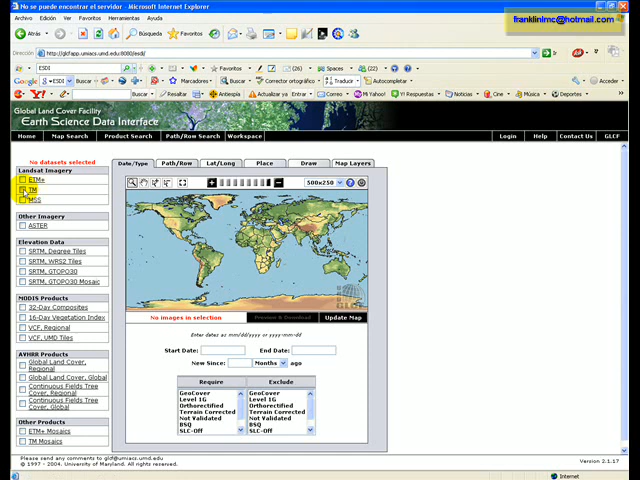 No se puede encontrar el servidor - Microsoft Internet Explorer
franklinlmc@hotmail.com
Archivo Edición Ver Favoritos Herramientas Ayuda
Atrás Búsqueda Favoritos
Dirección http://glcfapp.umiacs.umd.edu:8080/esdi/ Ir
ESDI Favoritos (26) Spaces (22)
Google ESDI Buscar Marcadores Buscar Corrector ortográfico Traducir Autocompletar Acceder
Y! Buscar Resaltar Antiespía Actualizar ya Entrar Correo Mi Yahoo! Respuestas Noticias Cine Música Deportes
Global Land Cover Facility
Earth Science Data Interface
Home Map Search Product Search Path/Row Search Workspace Login Help Contact Us GLCF
No datasets selected
Landsat Imagery
ETM+
TM
MSS
Other Imagery
ASTER
Elevation Data
SRTM, Degree Tiles
SRTM, WRS2 Tiles
SRTM, GTOPO30
SRTM, GTOPO30 Mosaic
MODIS Products
32-Day Composites
16-Day Vegetation Index
VCF, Regional
VCF, UMD Tiles
AVHRR Products
Global Land Cover,
Regional
Global Land Cover, Global
Continuous Fields Tree
Cover, Regional
Continuous Fields Tree
Cover, Global
Other Products
ETM+ Mosaics
TM Mosaics
Date/Type Path/Row Lat/Long Place Draw Map Layers
500x250
GLCF
No images in selection Preview & Download Update Map
Enter dates as mm/dd/yyyy or yyyy-mm-dd
Start Date: End Date:
New Since: Months ago
Require Exclude
GeoCover GeoCover
Level 1G Level 1G
Orthorectified Orthorectified
Terrain Corrected Terrain Corrected
Not Validated Not Validated
BSQ BSQ
SLC-Off SLC-Off
Please send comments to glcf@umiacs.umd.edu
© 1997 - 2004. University of Maryland. All rights reserved.
Version 2.1.17
Internet